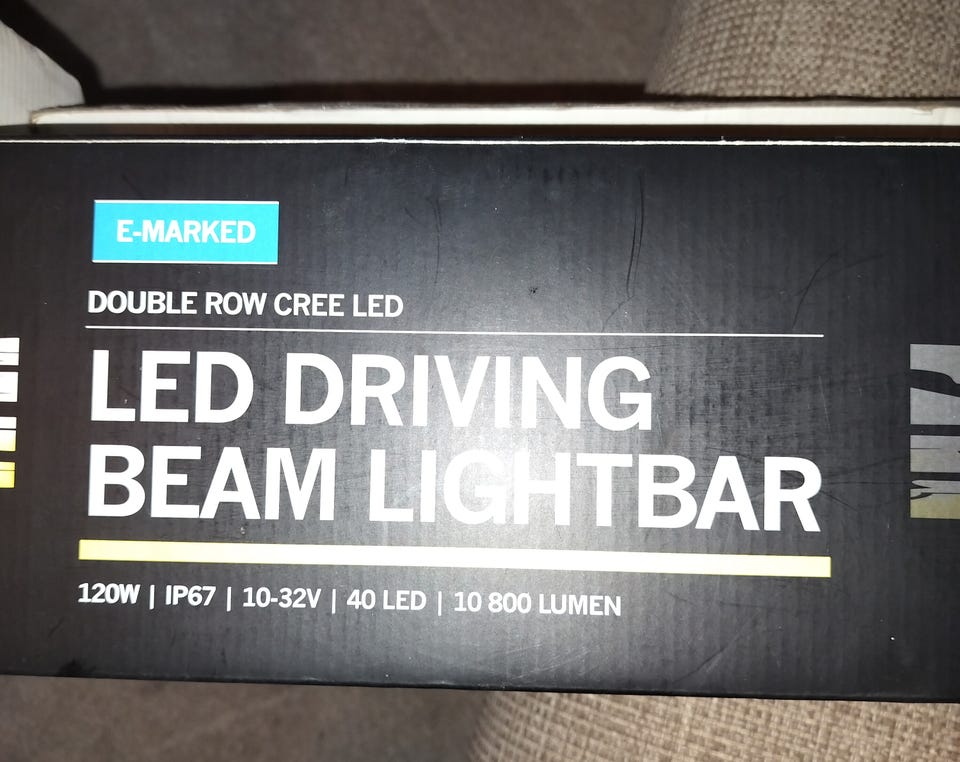 E-MARKED
DOUBLE ROW CREE LED
LED DRIVING
BEAM LIGHTBAR
120W | IP67 | 10-32V | 40 LED | 10 800 LUMEN